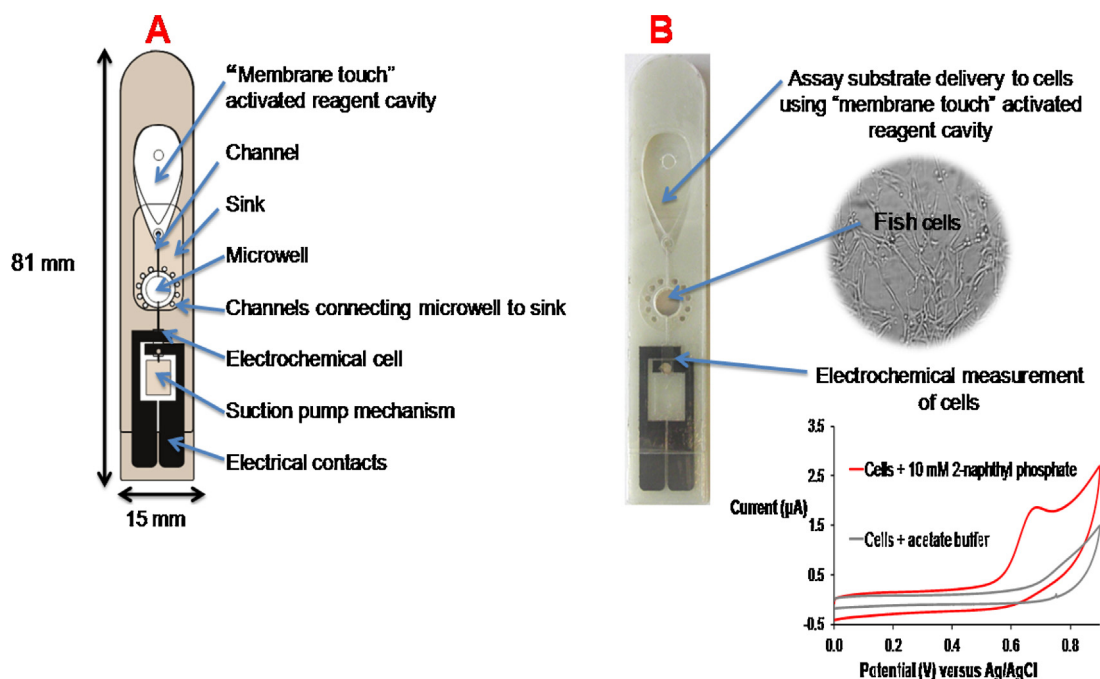 A
"Membrane touch"
activated reagent cavity
Channel
Sink
Microwell
Channels connecting microwell to sink
Electrochemical cell
Suction pump mechanism
Electrical contacts
81 mm
15 mm
B
Assay substrate delivery to cells
using "membrane touch" activated
reagent cavity
Fish cells
Electrochemical measurement
of cells
3.5
2.5
1.5
0.5
-0.5
Current (µA)
Cells + 10 mM 2-naphthyl phosphate
Cells + acetate buffer
0.0 0.2 0.4 0.6 0.8
Potential (V) versus Ag/AgCl